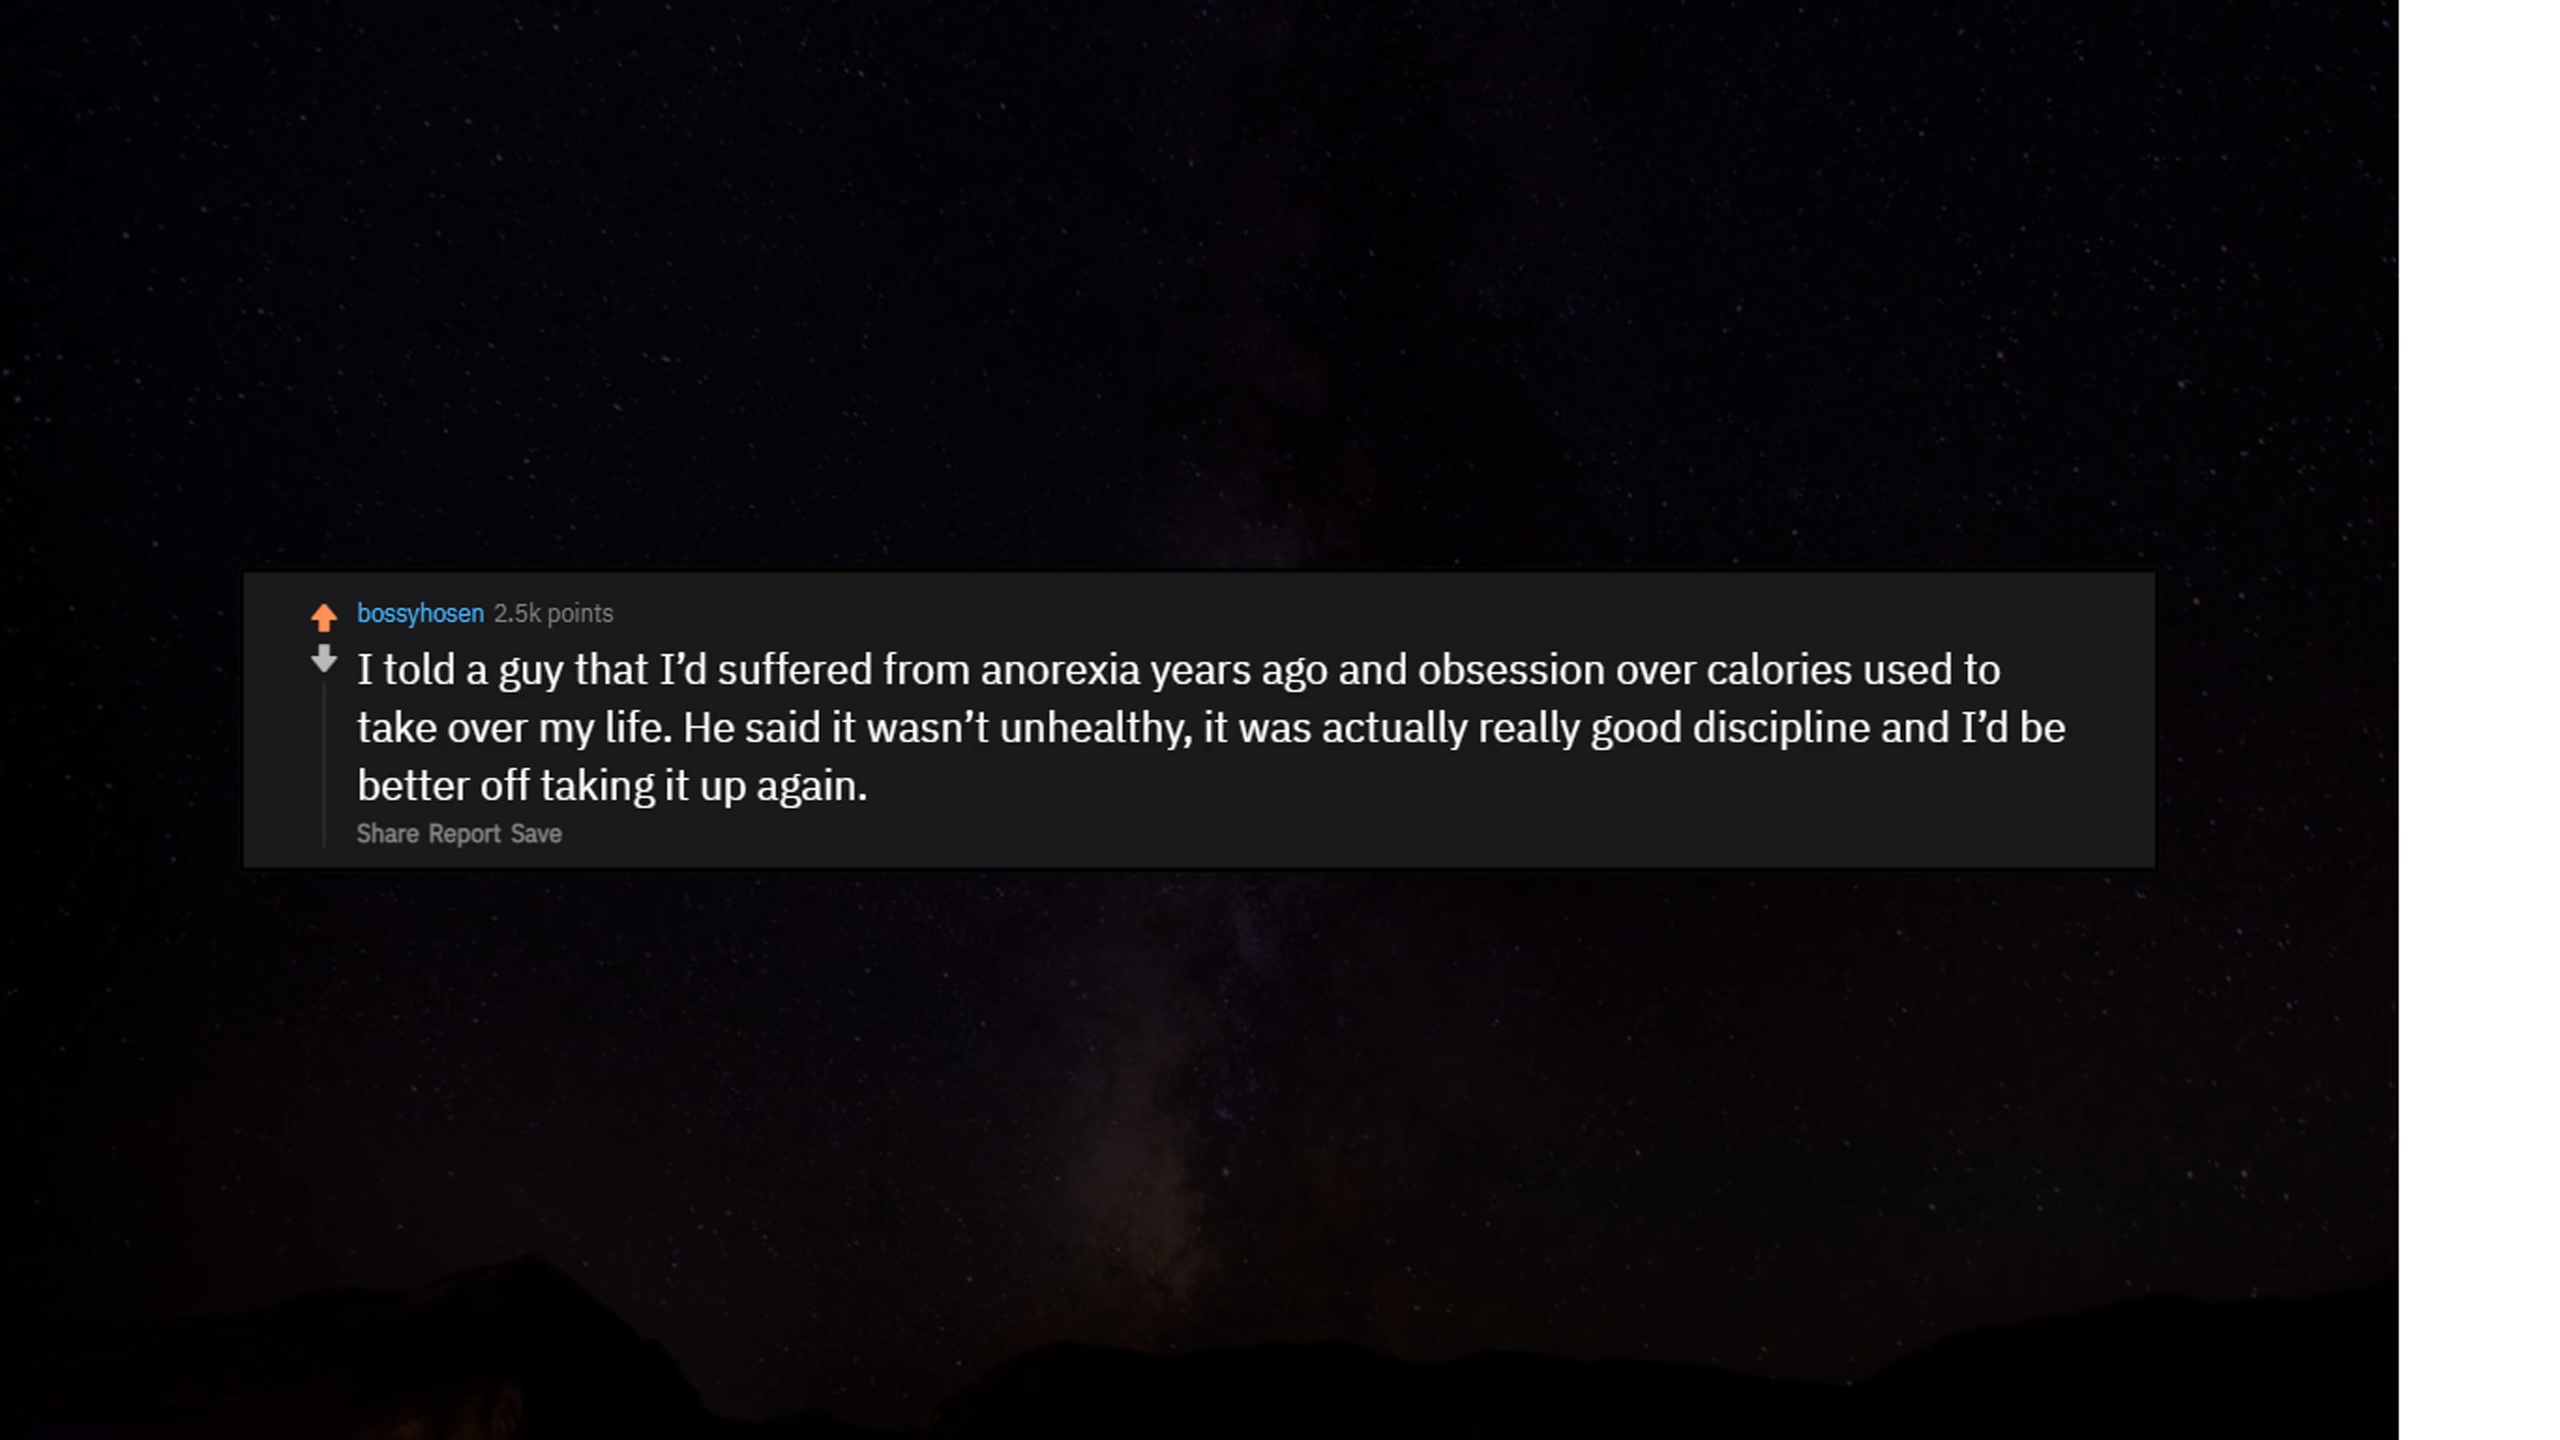 bossyhosen 2.5k points
I told a guy that I’d suffered from anorexia years ago and obsession over calories used to
take over my life. He said it wasn’t unhealthy, it was actually really good discipline and I’d be
better off taking it up again.
Share Report Save